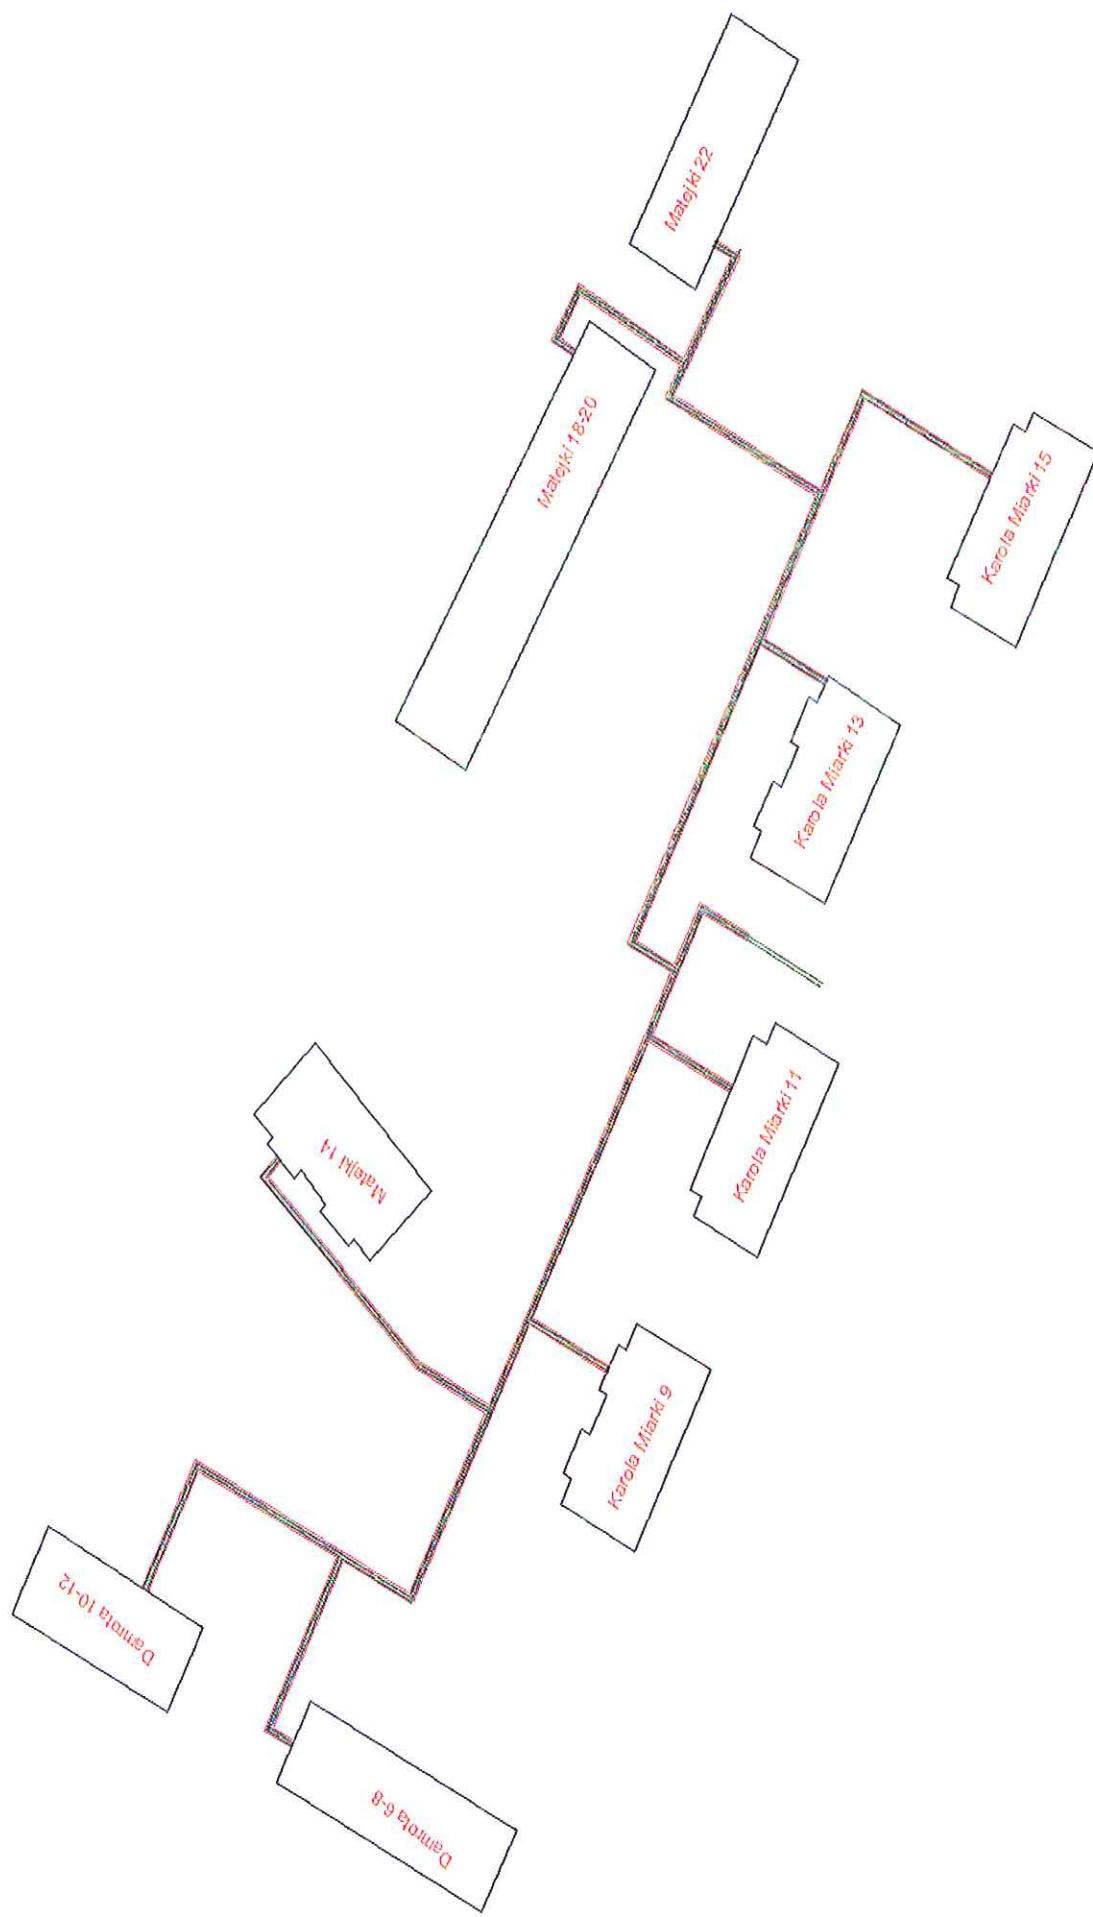 Matejki 22
Matejki 18-20
Karola Miarki 15
Karola Miarki 13
Karola Miarki 11
Matejki 14
Karola Miarki 9
Damrota 10-12
Damrota 6-8